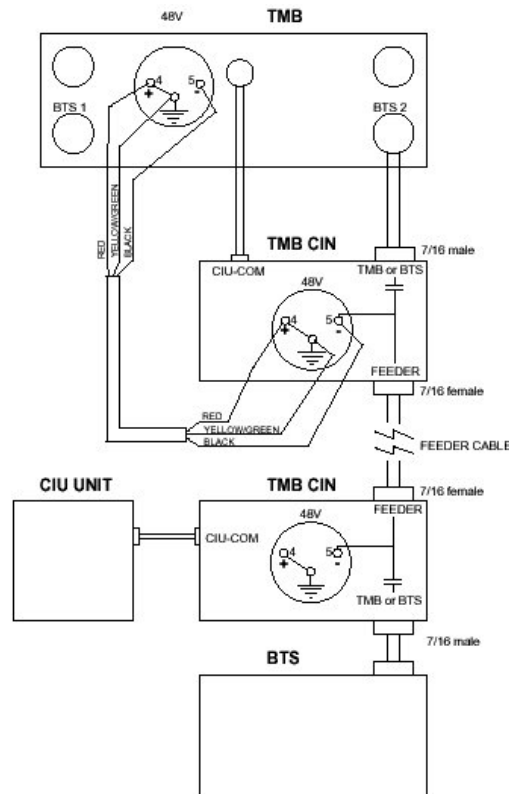 48V TMB
4 5
+ -
BTS 1 BTS 2
RED
YELLOW/GREEN
BLACK
TMB CIN
7/16 male
CIU-COM TMB or BTS
48V
4 5
+ -
FEEDER
7/16 female
RED
YELLOW/GREEN
BLACK
FEEDER CABLE
CIU UNIT TMB CIN
7/16 female
FEEDER
48V
CIU-COM
4 5
+ -
TMB or BTS
7/16 male
BTS